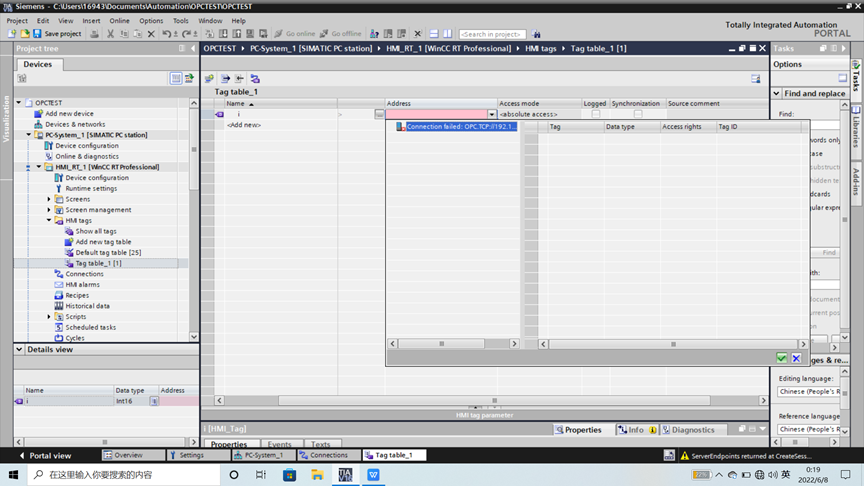 Siemens - C:\Users\16943\Documents\Automation\OPCTEST\OPCTEST
Project Edit View Insert Online Options Tools Window Help
Totally Integrated Automation
PORTAL
Save project
Go online
Go offline
<Search in project>
Project tree
OPCTEST ▸ PC-System_1 [SIMATIC PC station] ▸ HMI_RT_1 [WinCC RT Professional] ▸ HMI tags ▸ Tag table_1 [1]
Tasks
Devices
Options
Visualization
Tasks
Libraries
Add-ins
OPCTEST
Add new device
Devices & networks
PC-System_1 [SIMATIC PC station]
Device configuration
Online & diagnostics
HMI_RT_1 [WinCC RT Professional]
Device configuration
Runtime settings
Screens
Screen management
HMI tags
Show all tags
Add new tag table
Default tag table [25]
Tag table_1 [1]
Connections
HMI alarms
Recipes
Historical data
Scripts
Scheduled tasks
Cycles
Details view
Name Data type Address
i Int16
Tag table_1
Name Address Access mode Logged Synchronization Source comment
i <absolute access>
<Add new>
Connection failed: OPC.TCP://192.1...
Tag Data type Access rights Tag ID
HMI tag parameter
i [HMI_Tag]
Properties Info Diagnostics
Properties Events Texts
Find and replace
Find:
words only
case
hidden texts
dcards
ular expre
Find
ith:
document
urrent pos
tion
ges & re...
Editing language:
Chinese (People's R
Reference language:
Chinese (People's R
Portal view
Overview
Settings
PC-System_1
Connections
Tag table_1
ServerEndpoints returned at CreateSess...
在这里输入你要搜索的内容
英
0:19
2022/6/8